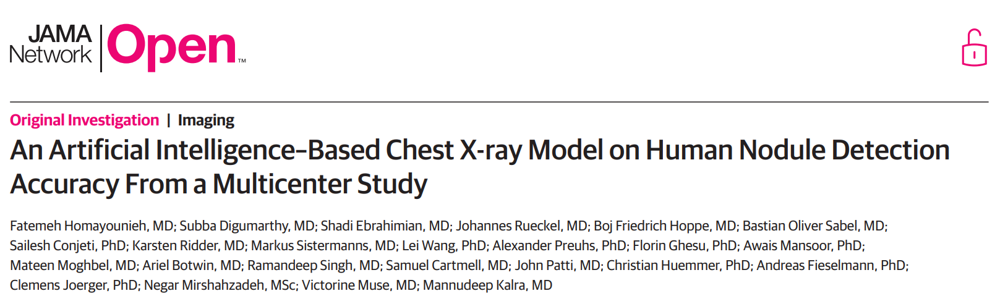 JAMA
Network
Open™
Original Investigation | Imaging
An Artificial Intelligence–Based Chest X-ray Model on Human Nodule Detection
Accuracy From a Multicenter Study
Fatemeh Homayounieh, MD; Subba Digumarthy, MD; Shadi Ebrahimian, MD; Johannes Rueckel, MD; Boj Friedrich Hoppe, MD; Bastian Oliver Sabel, MD;
Sailesh Conjeti, PhD; Karsten Ridder, MD; Markus Sistermanns, MD; Lei Wang, PhD; Alexander Preuhs, PhD; Florin Ghesu, PhD; Awais Mansoor, PhD;
Mateen Moghbel, MD; Ariel Botwin, MD; Ramandeep Singh, MD; Samuel Cartmell, MD; John Patti, MD; Christian Huemmer, PhD; Andreas Fieselmann, PhD;
Clemens Joerger, PhD; Negar Mirshahzadeh, MSc; Victorine Muse, MD; Mannudeep Kalra, MD